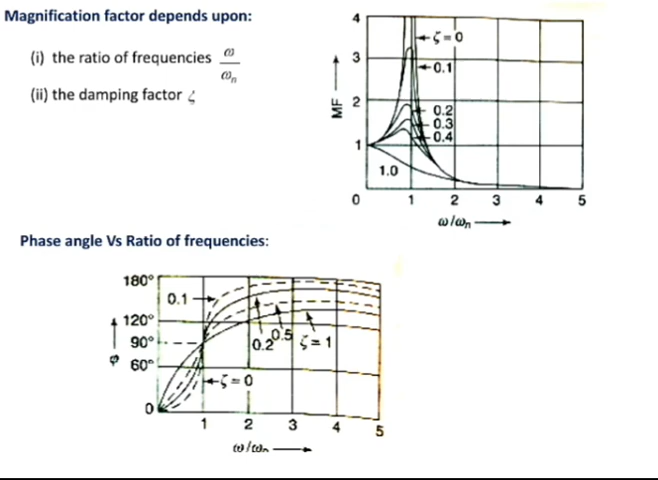 Magnification factor depends upon:
(i) the ratio of frequencies ω/ωn
(ii) the damping factor ζ
4
ζ = 0
3
0.1
MF
2
0.2
0.3
0.4
1
1.0
0 1 2 3 4 5
ω/ωn
Phase angle Vs Ratio of frequencies:
180°
0.1
120°
90°
0.2 0.5 ζ = 1
φ 60°
ζ = 0
0
1 2 3 4 5
ω/ωn